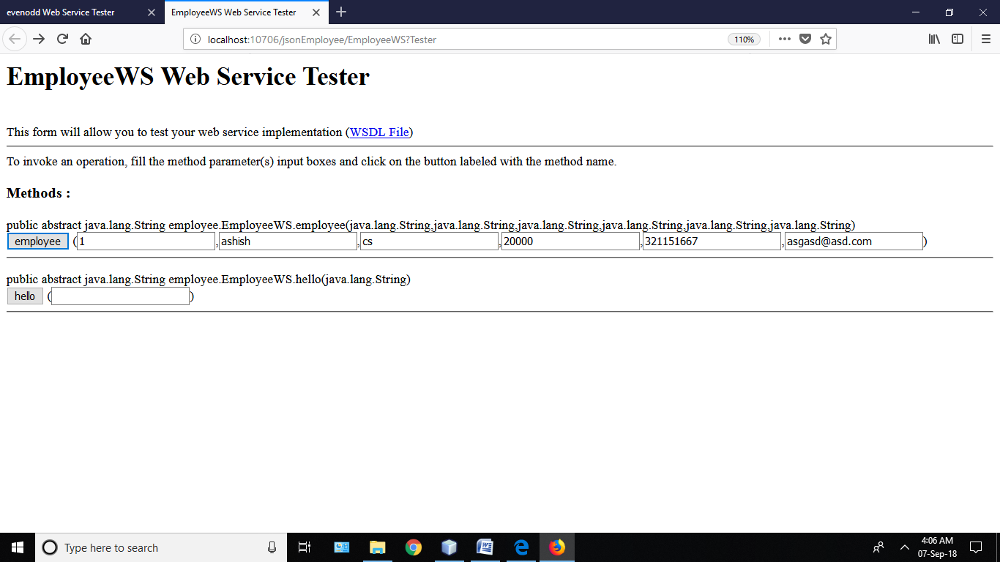 evenodd Web Service Tester
EmployeeWS Web Service Tester
localhost:10706/jsonEmployee/EmployeeWS?Tester
110%
EmployeeWS Web Service Tester
This form will allow you to test your web service implementation (WSDL File)
To invoke an operation, fill the method parameter(s) input boxes and click on the button labeled with the method name.
Methods :
public abstract java.lang.String employee.EmployeeWS.employee(java.lang.String,java.lang.String,java.lang.String,java.lang.String,java.lang.String,java.lang.String)
employee (1,ashish,cs,20000,321151667,asgasd@asd.com)
public abstract java.lang.String employee.EmployeeWS.hello(java.lang.String)
hello ()
Type here to search
4:06 AM
07-Sep-18